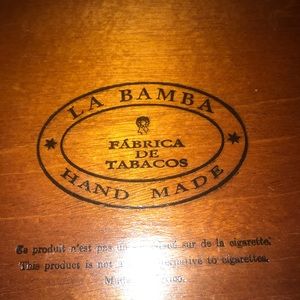 LA BAMBA
FÁBRICA
DE
TABACOS
HAND MADE
Ce produit n'est pas un sur de la cigarette.
This product is not to cigarettes.